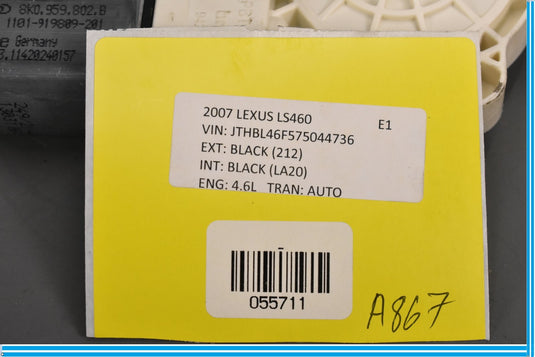 8K0.959.802.B
1101-919809-201
Germany
.11420240157
2007 LEXUS LS460 E1
VIN: JTHBL46F575044736
EXT: BLACK (212)
INT: BLACK (LA20)
ENG: 4.6L TRAN: AUTO
055711
A867